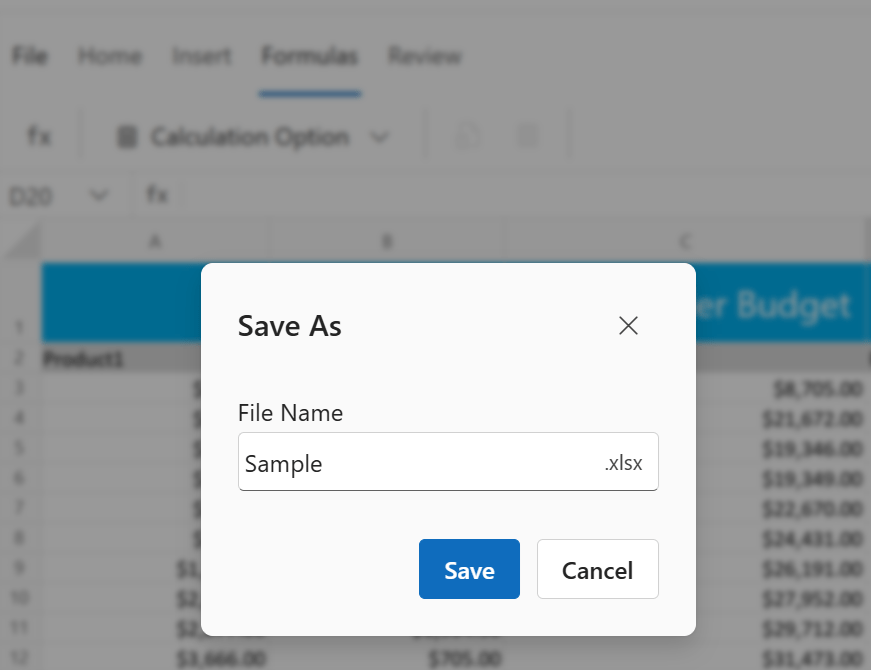 File Home Insert Formulas Review
fx Calculation Option
D20 fx
A B C
1 er Budget
2 Product1
3 $ $8,705.00
4 $21,672.00
5 $19,346.00
6 $19,349.00
7 $22,670.00
8 $24,431.00
9 $1, $26,191.00
10 $2, $27,952.00
11 $2, $29,712.00
12 $3,666.00 $705.00 $31,473.00
Save As
File Name
Sample .xlsx
Save Cancel